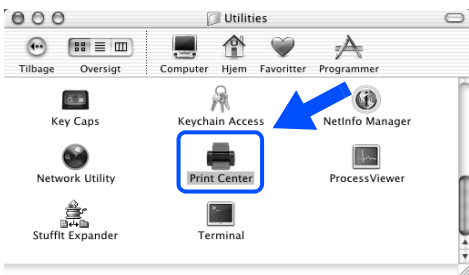 Utilities
Tilbage Oversigt Computer Hjem Favoritter Programmer
Key Caps Keychain Access NetInfo Manager
Network Utility Print Center ProcessViewer
StuffIt Expander Terminal